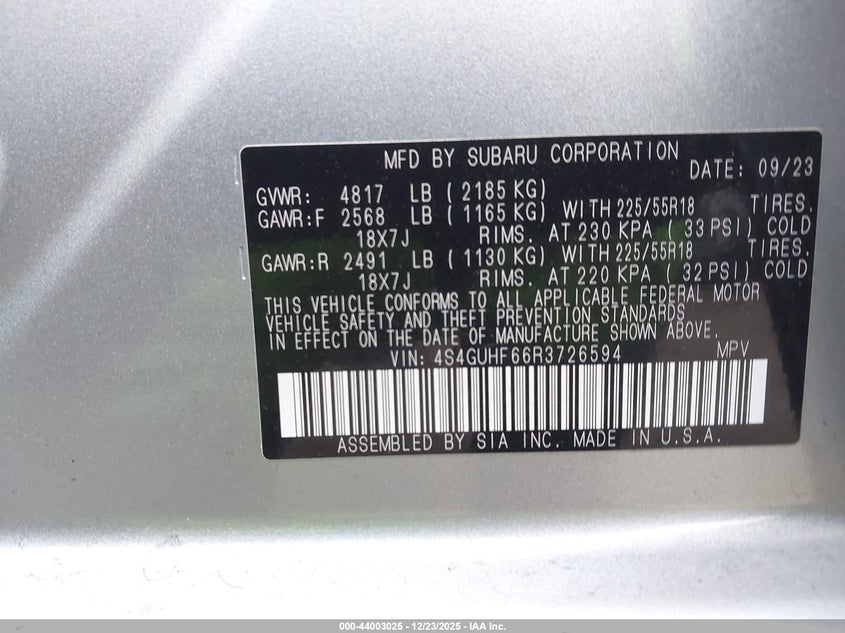 MFD BY SUBARU CORPORATION DATE: 09/23
GVWR: 4817 LB ( 2185 KG)
GAWR:F 2568 LB ( 1165 KG) WITH 225/55R18 TIRES.
18X7J RIMS. AT 230 KPA ( 33 PSI) COLD
GAWR:R 2491 LB ( 1130 KG) WITH 225/55R18 TIRES.
18X7J RIMS. AT 220 KPA ( 32 PSI) COLD
THIS VEHICLE CONFORMS TO ALL APPLICABLE FEDERAL MOTOR
VEHICLE SAFETY AND THEFT PREVENTION STANDARDS
IN EFFECT ON THE DATE OF MANUFACTURE SHOWN ABOVE.
VIN: 4S4GUHF66R3726594 MPV
ASSEMBLED BY SIA INC. MADE IN U.S.A.
000-44003025 - 12/23/2025 - IAA Inc.